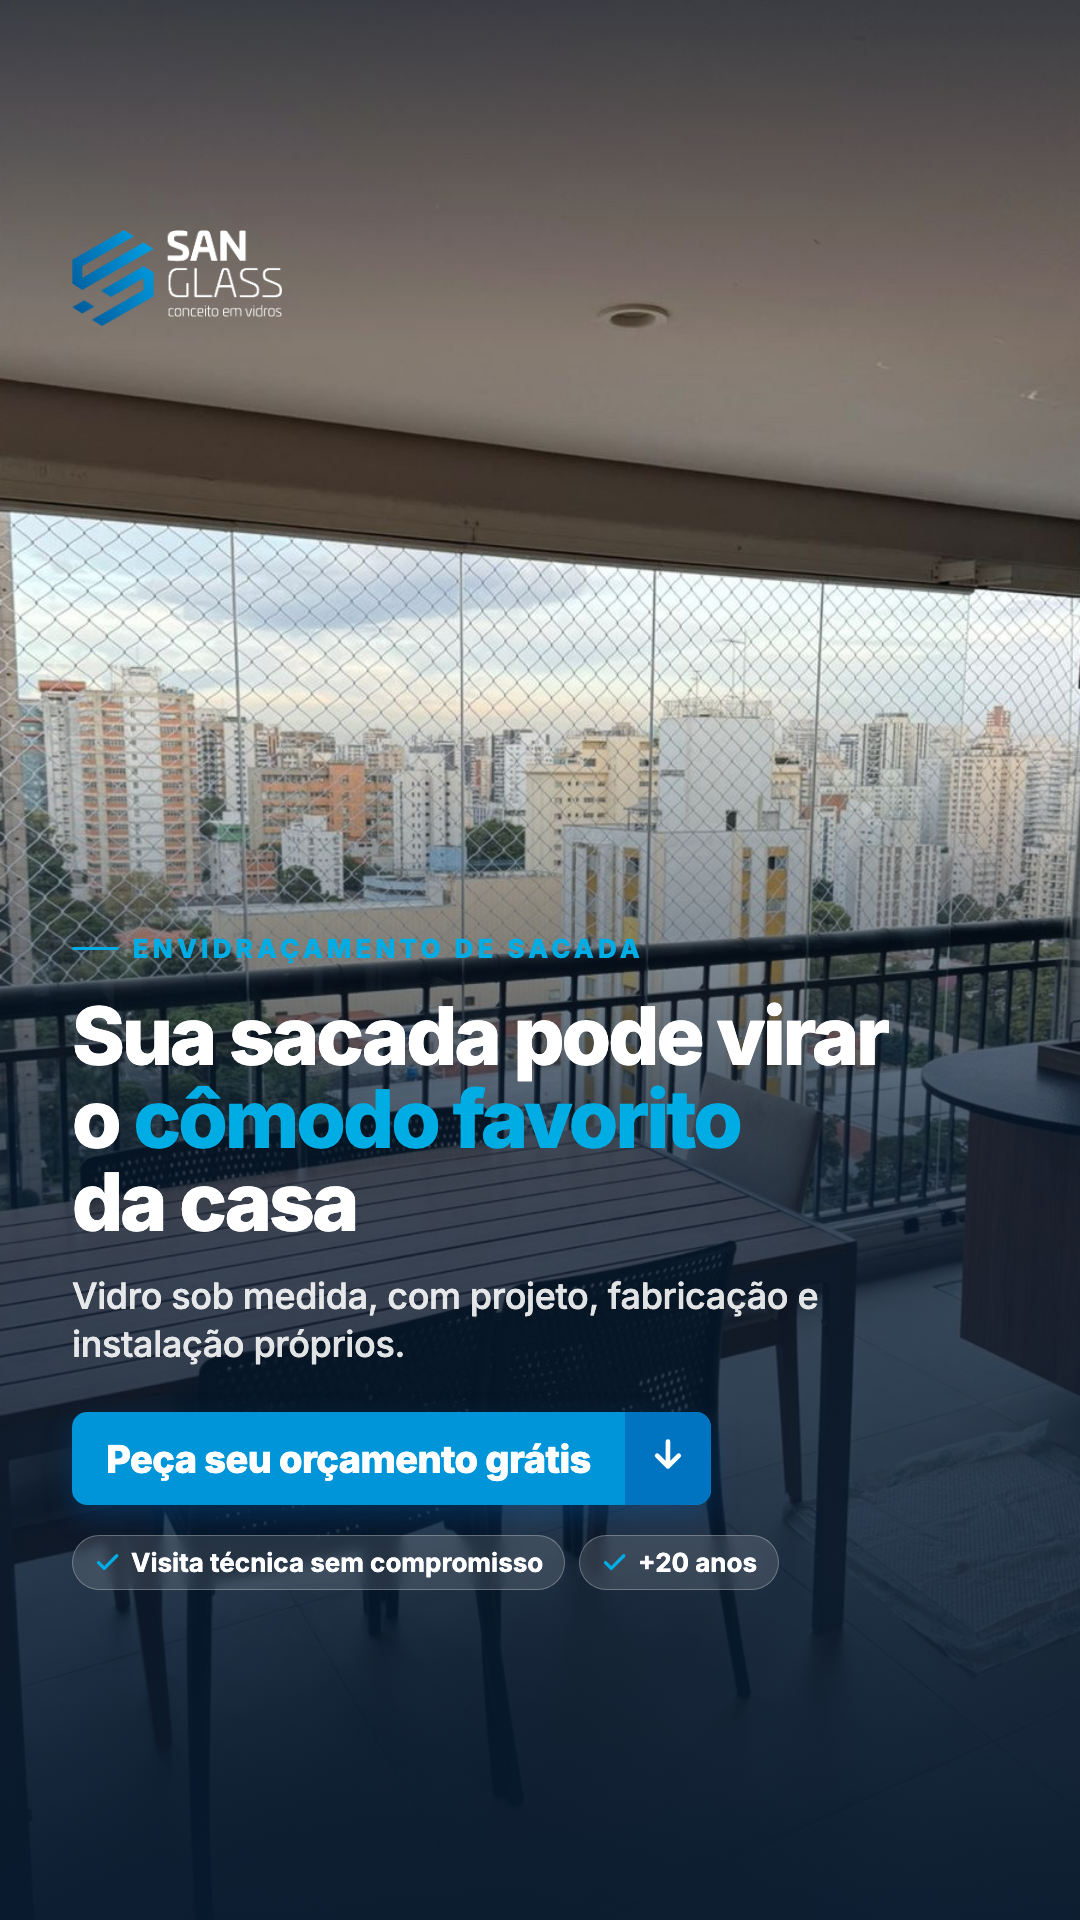 SAN
GLASS
conceito em vidros
ENVIDRAÇAMENTO DE SACADA
Sua sacada pode virar
o cômodo favorito
da casa
Vidro sob medida, com projeto, fabricação e
instalação próprios.
Peça seu orçamento grátis
Visita técnica sem compromisso
+20 anos